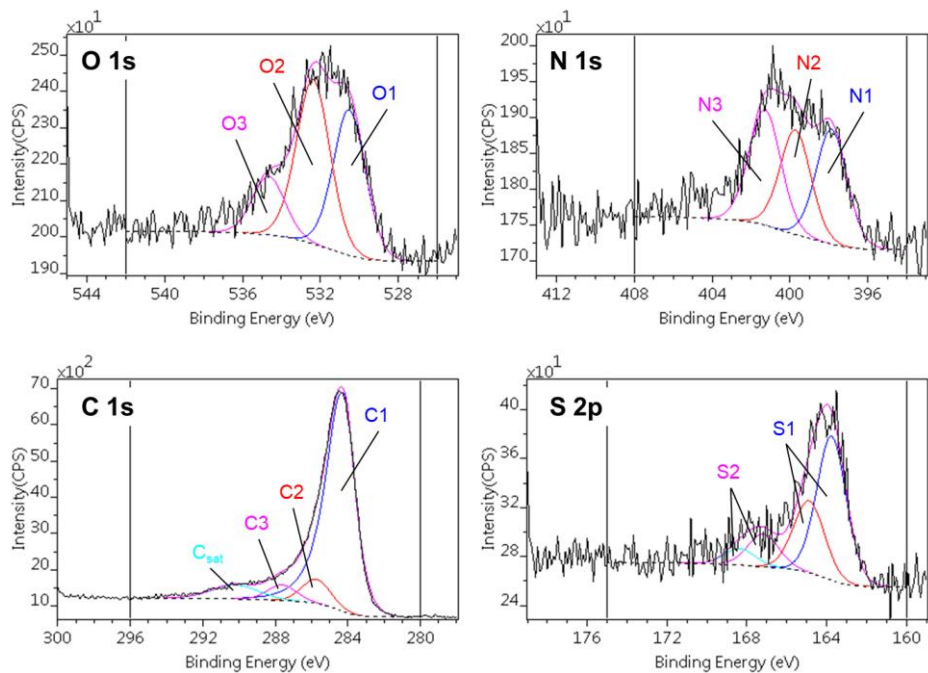 x10¹
O 1s
250
240
230
220
210
200
190
Intensity(CPS)
O3
O2
O1
544
540
536
532
528
Binding Energy (eV)
x10¹
N 1s
200
195
190
185
180
175
170
Intensity(CPS)
N3
N2
N1
412
408
404
400
396
Binding Energy (eV)
x10²
C 1s
70
60
50
40
30
20
10
Intensity(CPS)
Csat
C3
C2
C1
300
296
292
288
284
280
Binding Energy (eV)
x10¹
S 2p
40
36
32
28
24
Intensity(CPS)
S2
S1
176
172
168
164
160
Binding Energy (eV)